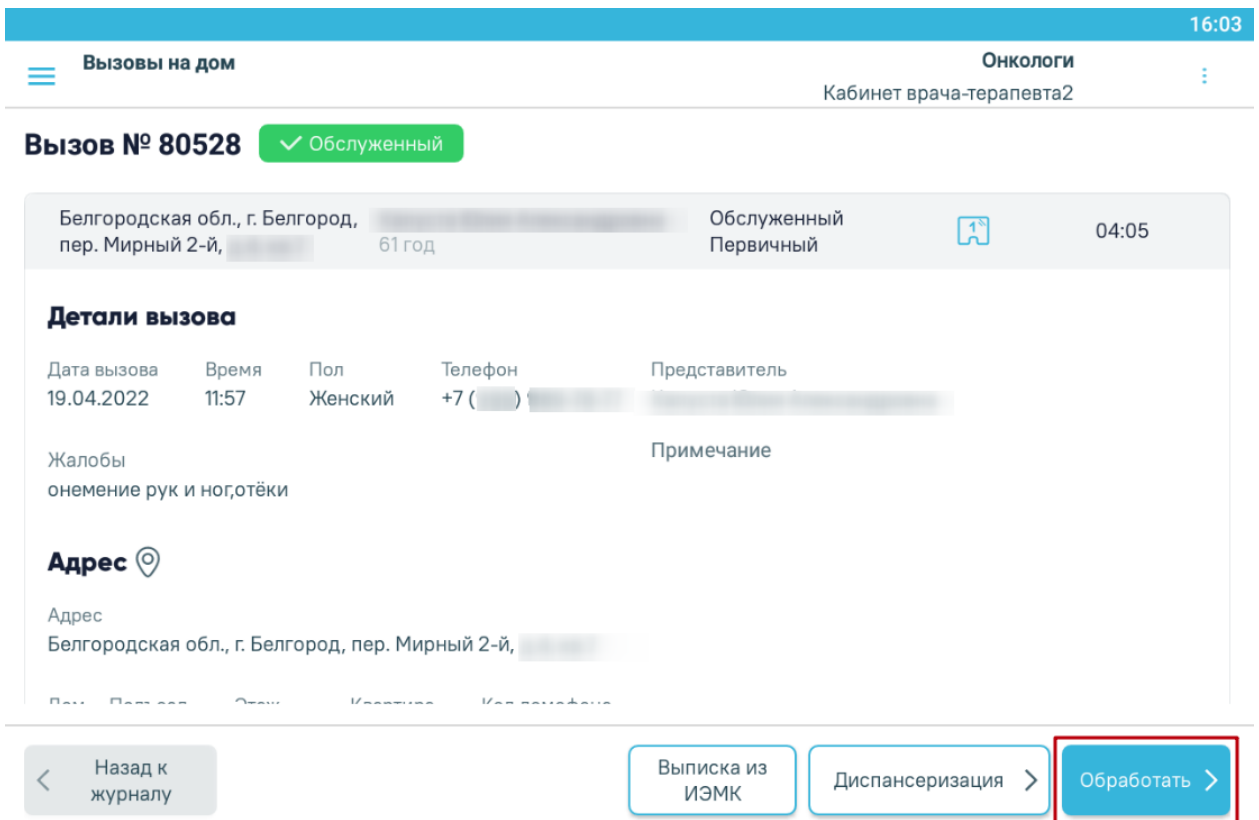 16:03
Вызовы на дом
Онкологи
Кабинет врача-терапевта2
Вызов № 80528
Обслуженный
Белгородская обл., г. Белгород,
пер. Мирный 2-й,
61 год
Обслуженный
Первичный
1
04:05
Детали вызова
Дата вызова Время Пол Телефон Представитель
19.04.2022 11:57 Женский +7 ( )
Жалобы
Примечание
онемение рук и ног,отёки
Адрес
Адрес
Белгородская обл., г. Белгород, пер. Мирный 2-й,
Назад к
журналу
Выписка из
ИЭМК
Диспансеризация
Обработать